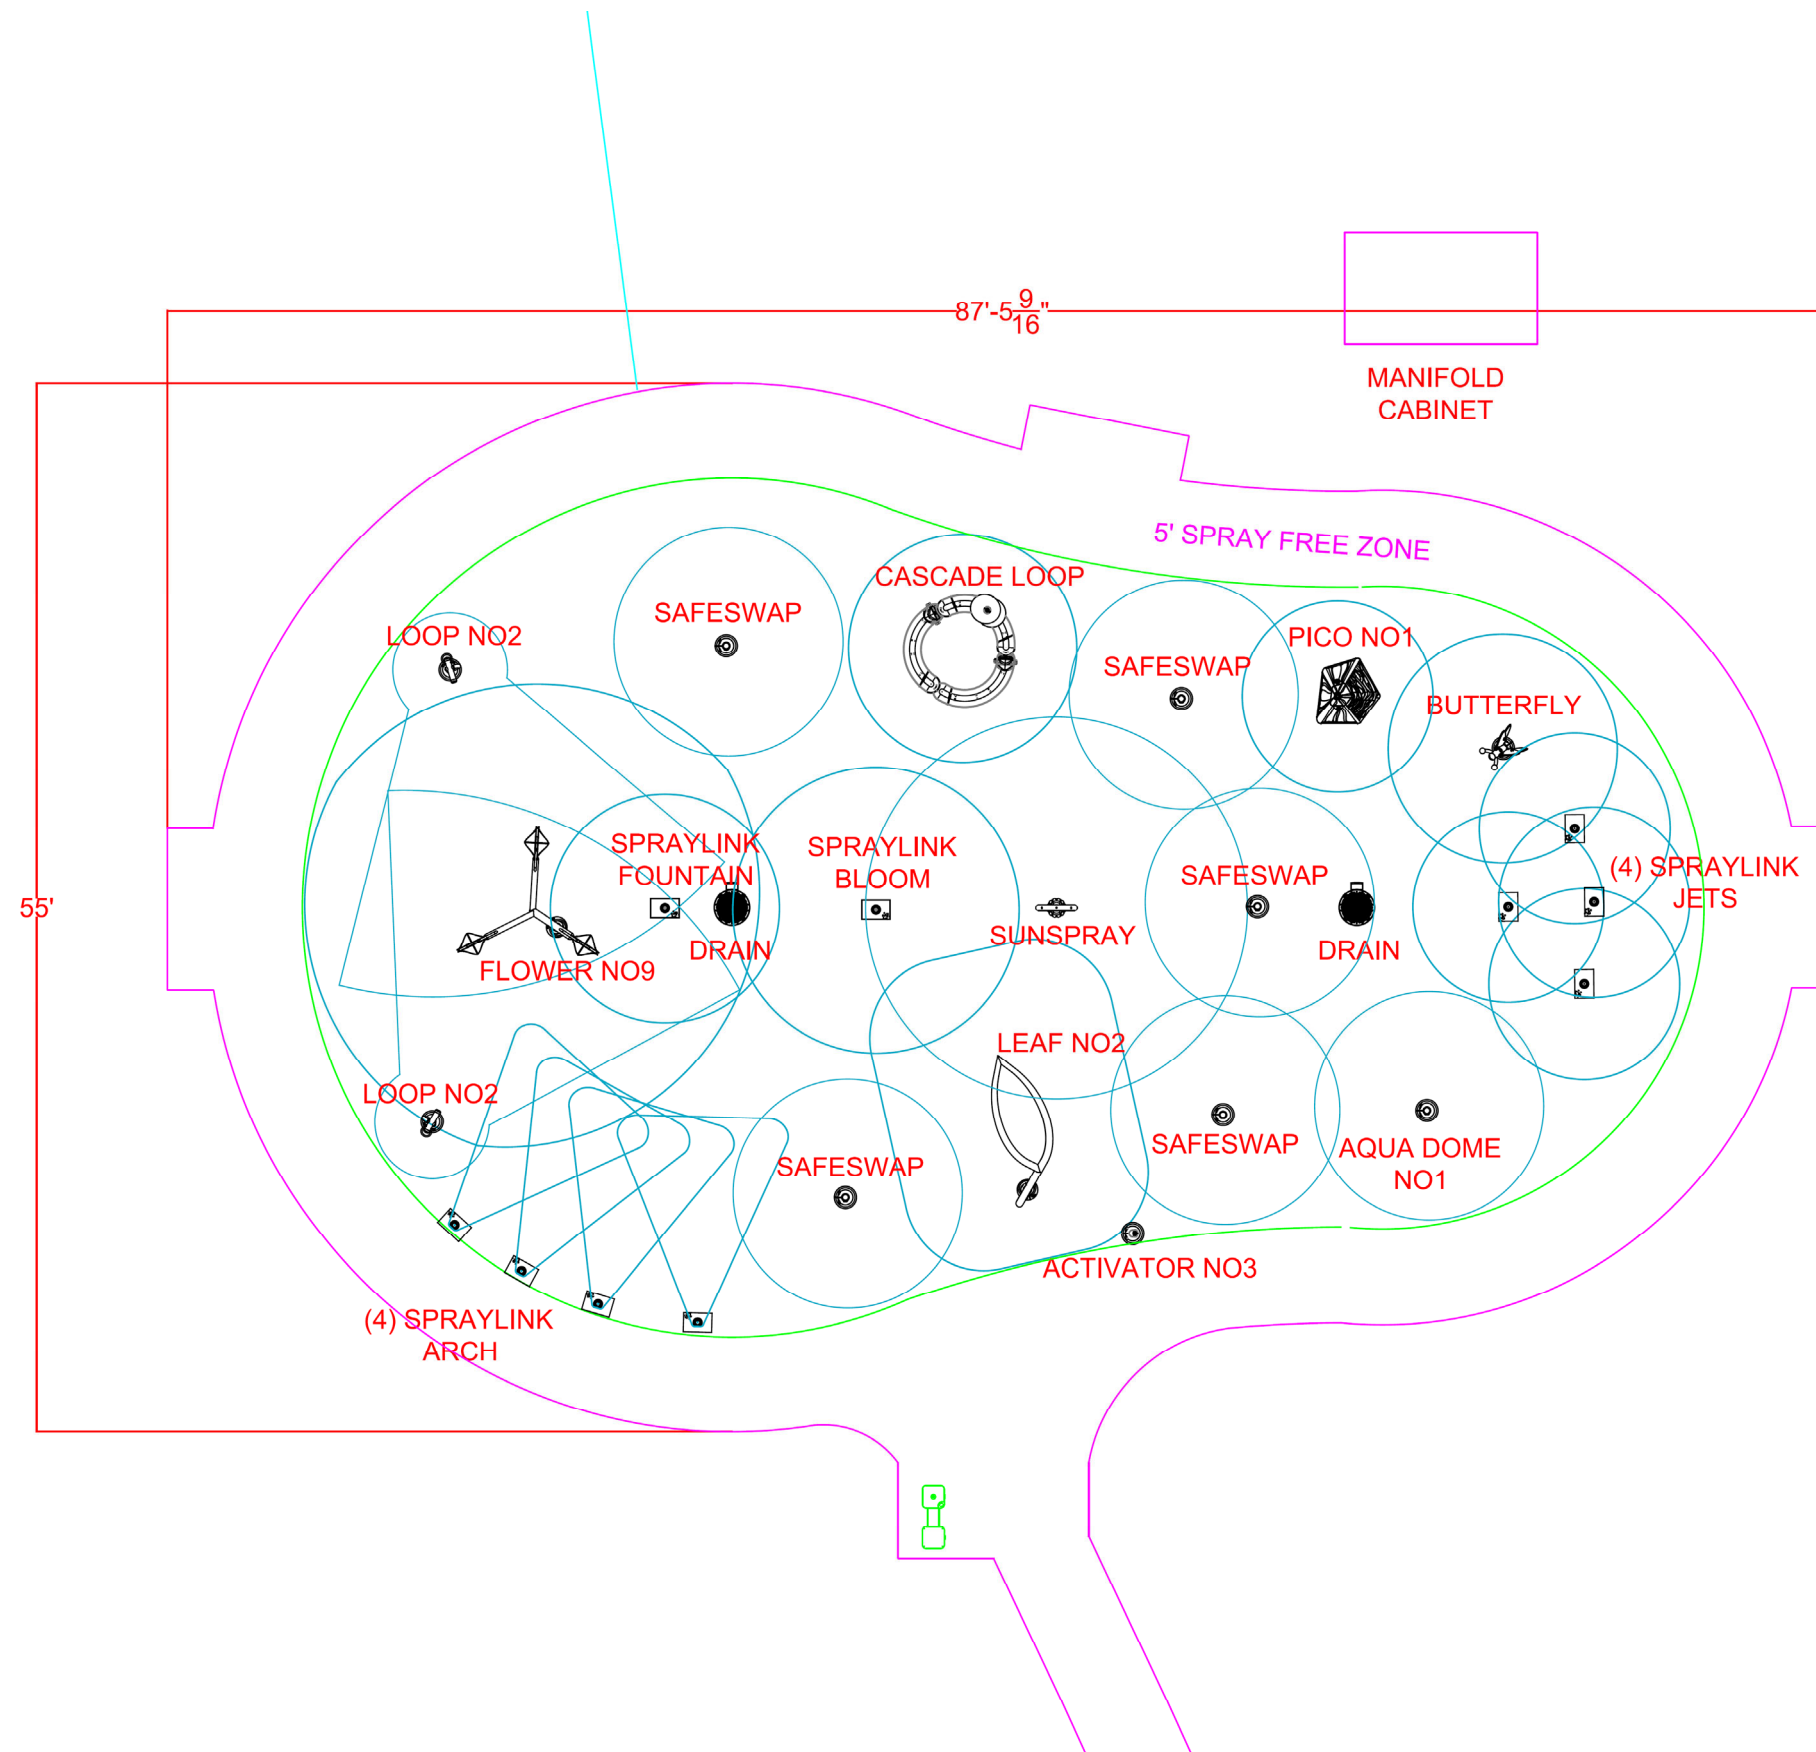 87'-5 9/16"
MANIFOLD
CABINET
5' SPRAY FREE ZONE
CASCADE LOOP
SAFESWAP
LOOP NO2
PICO NO1
SAFESWAP
BUTTERFLY
SPRAYLINK
FOUNTAIN
SPRAYLINK
BLOOM
SAFESWAP
(4) SPRAYLINK
JETS
55'
SUNSPRAY
DRAIN
DRAIN
FLOWER NO9
LEAF NO2
LOOP NO2
SAFESWAP
AQUA DOME
NO1
SAFESWAP
ACTIVATOR NO3
(4) SPRAYLINK
ARCH